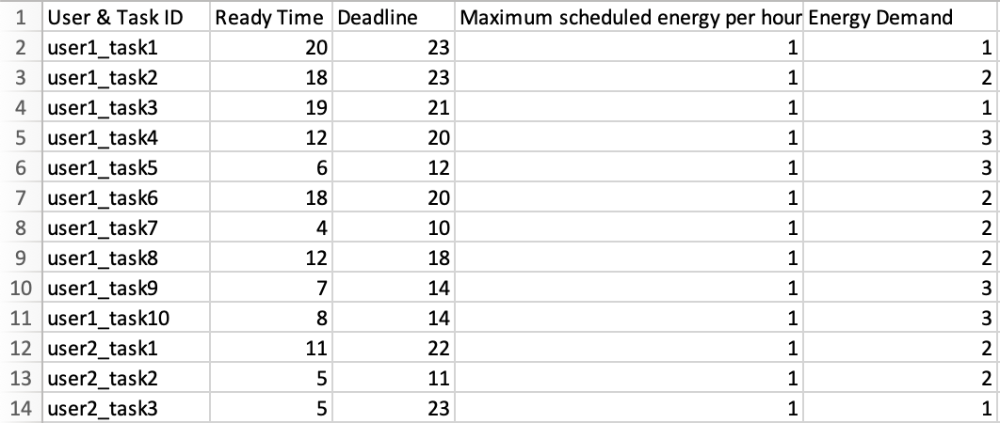 1 User & Task ID Ready Time Deadline Maximum scheduled energy per hour Energy Demand
2 user1_task1 20 23 1 1
3 user1_task2 18 23 1 2
4 user1_task3 19 21 1 1
5 user1_task4 12 20 1 3
6 user1_task5 6 12 1 3
7 user1_task6 18 20 1 2
8 user1_task7 4 10 1 2
9 user1_task8 12 18 1 2
10 user1_task9 7 14 1 3
11 user1_task10 8 14 1 3
12 user2_task1 11 22 1 2
13 user2_task2 5 11 1 2
14 user2_task3 5 23 1 1